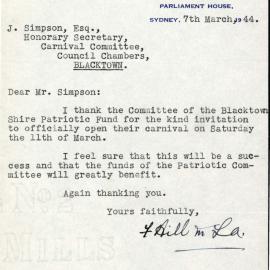 PARLIAMENT HOUSE,
SYDNEY, 7th March, 1944.
J. Simpson, Esq.,
Honorary Secretary,
Carnival Committee,
Council Chambers,
BLACKTOWN.
Dear Mr. Simpson:
I thank the Committee of the Blacktown
Shire Patriotic Fund for the kind invitation
to officially open their carnival on Saturday
the 11th of March.
I feel sure that this will be a suc-
cess and that the funds of the Patriotic Com-
mittee will greatly benefit.
Again thanking you.
Yours faithfully,
Hill M.L.A.
MILLS